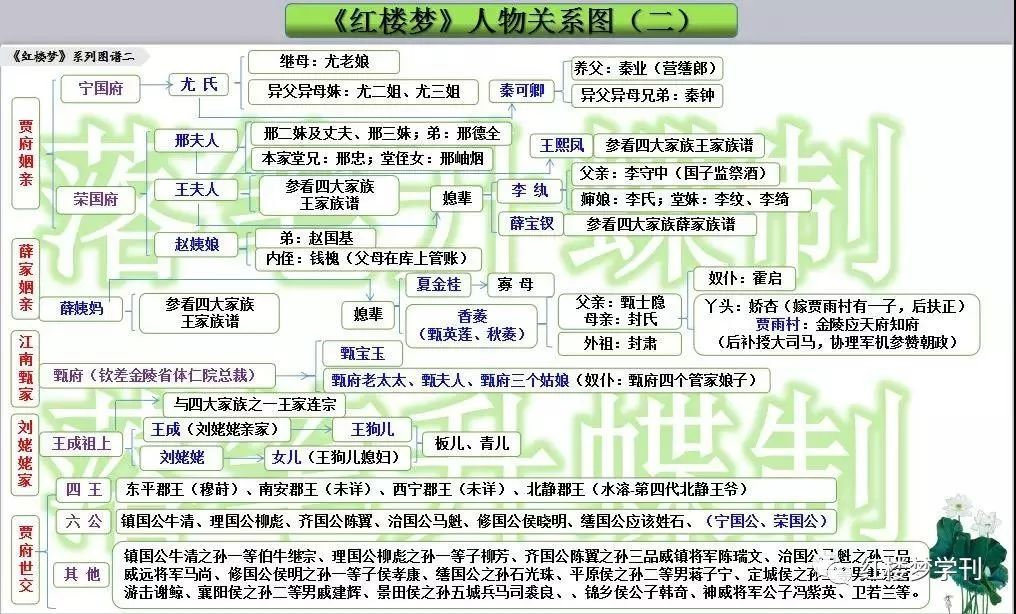 《红楼梦》人物关系图（二）
《红楼梦》系列图谱二
贾府姻亲
宁国府
尤 氏
继母：尤老娘
异父异母妹：尤二姐、尤三姐
秦可卿
养父：秦业（营缮郎）
异父异母兄弟：秦钟
荣国府
邢夫人
邢二妹及丈夫、邢三妹；弟：邢德全
本家堂兄：邢忠；堂侄女：邢岫烟
王夫人
参看四大家族
王家族谱
赵姨娘
弟：赵国基
内侄：钱槐（父母在库上管账）
媳辈
王熙凤
参看四大家族王家族谱
李 纨
父亲：李守中（国子监祭酒）
婶娘：李氏；堂妹：李纹、李绮
薛宝钗
参看四大家族薛家族谱
薛家姻亲
薛姨妈
参看四大家族
王家族谱
媳辈
夏金桂
寡 母
香菱
（甄英莲、秋菱）
父亲：甄士隐
母亲：封氏
外祖：封肃
奴仆：霍启
丫头：娇杏（嫁贾雨村有一子，后扶正）
贾雨村：金陵应天府知府
（后补授大司马，协理军机参赞朝政）
江南甄家
甄府（钦差金陵省体仁院总裁）
甄宝玉
甄府老太太、甄夫人、甄府三个姑娘（奴仆：甄府四个管家娘子）
刘姥姥家
王成祖上
与四大家族之一王家连宗
王成（刘姥姥亲家）
王狗儿
刘姥姥
女儿（王狗儿媳妇）
板儿、青儿
贾府世交
四 王
东平郡王（穆莳）、南安郡王（未详）、西宁郡王（未详）、北静郡王（水溶-第四代北静王爷）
六 公
镇国公牛清、理国公柳彪、齐国公陈翼、治国公马魁、修国公侯晓明、缮国公应该姓石、（宁国公、荣国公）
其 他
镇国公牛清之孙一等伯牛继宗、理国公柳彪之孙一等子柳芳、齐国公陈翼之孙三品威镇将军陈瑞文、治国公马魁之孙三品
威远将军马尚、修国公侯明之孙一等子侯孝康、缮国公之孙石光珠、平原侯之孙二等男蒋子宁、定城侯之孙二等男兼京营
游击谢鲸、襄阳侯之孙二等男戚建辉、景田侯之孙五城兵马司裘良、、锦乡侯公子韩奇、神威将军公子冯紫英、卫若兰等。
红楼梦学刊